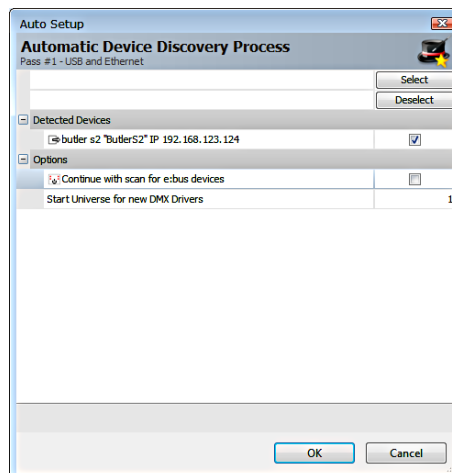 Auto Setup
Automatic Device Discovery Process
Pass #1 - USB and Ethernet
Select
Deselect
Detected Devices
butler s2 "ButlerS2" IP 192.168.123.124
Options
Continue with scan for e:bus devices
Start Universe for new DMX Drivers 1
OK Cancel